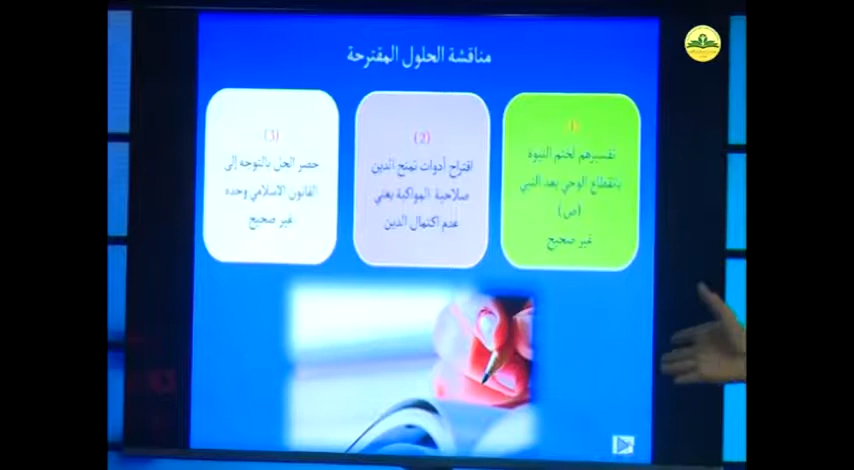 مناقشة الحلول المقترحة
(1)
تفسيرهم لختم النبوة
بانقطاع الوحي بعد النبي
(ص)
غير صحيح
(2)
اقتراح أدوات تمنح الدين
صلاحية المواكبة يعني
عدم اكتمال الدين
(3)
حصر الحل بالتوجه إلى
القانون الاسلامي وحده
غير صحيح